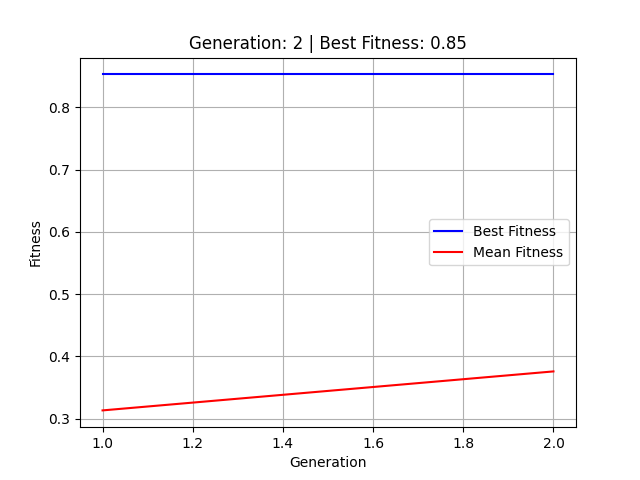 Generation: 2 | Best Fitness: 0.85
0.8
0.7
0.6
0.5
0.4
0.3
Fitness
Best Fitness
Mean Fitness
1.0 1.2 1.4 1.6 1.8 2.0
Generation